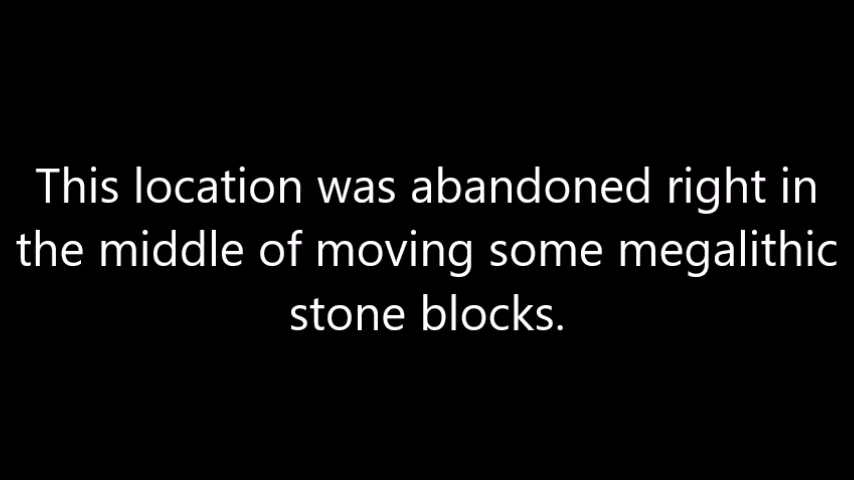 This location was abandoned right in
the middle of moving some megalithic
stone blocks.